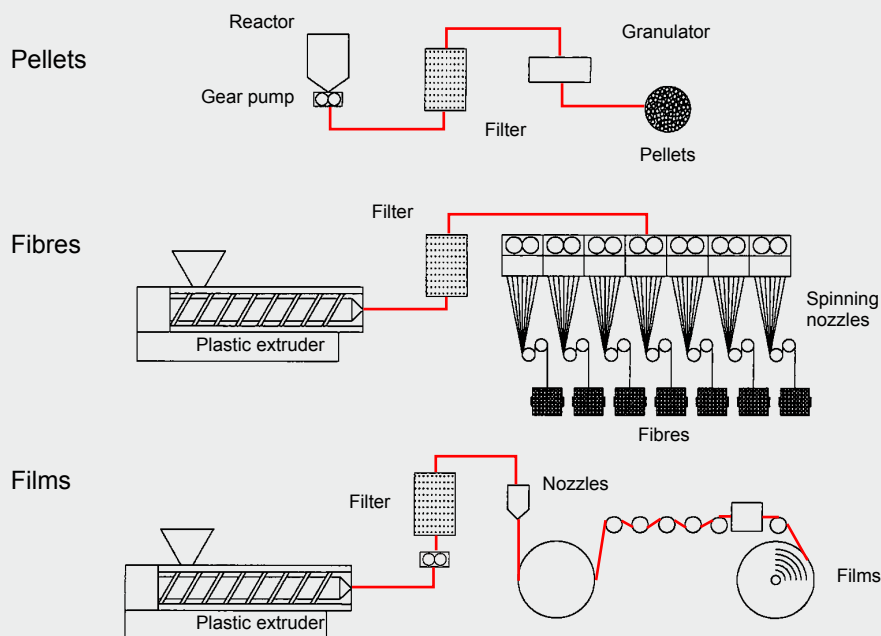 Pellets
Reactor
Gear pump
Filter
Granulator
Pellets
Fibres
Filter
Plastic extruder
Spinning
nozzles
Fibres
Films
Filter
Nozzles
Plastic extruder
Films